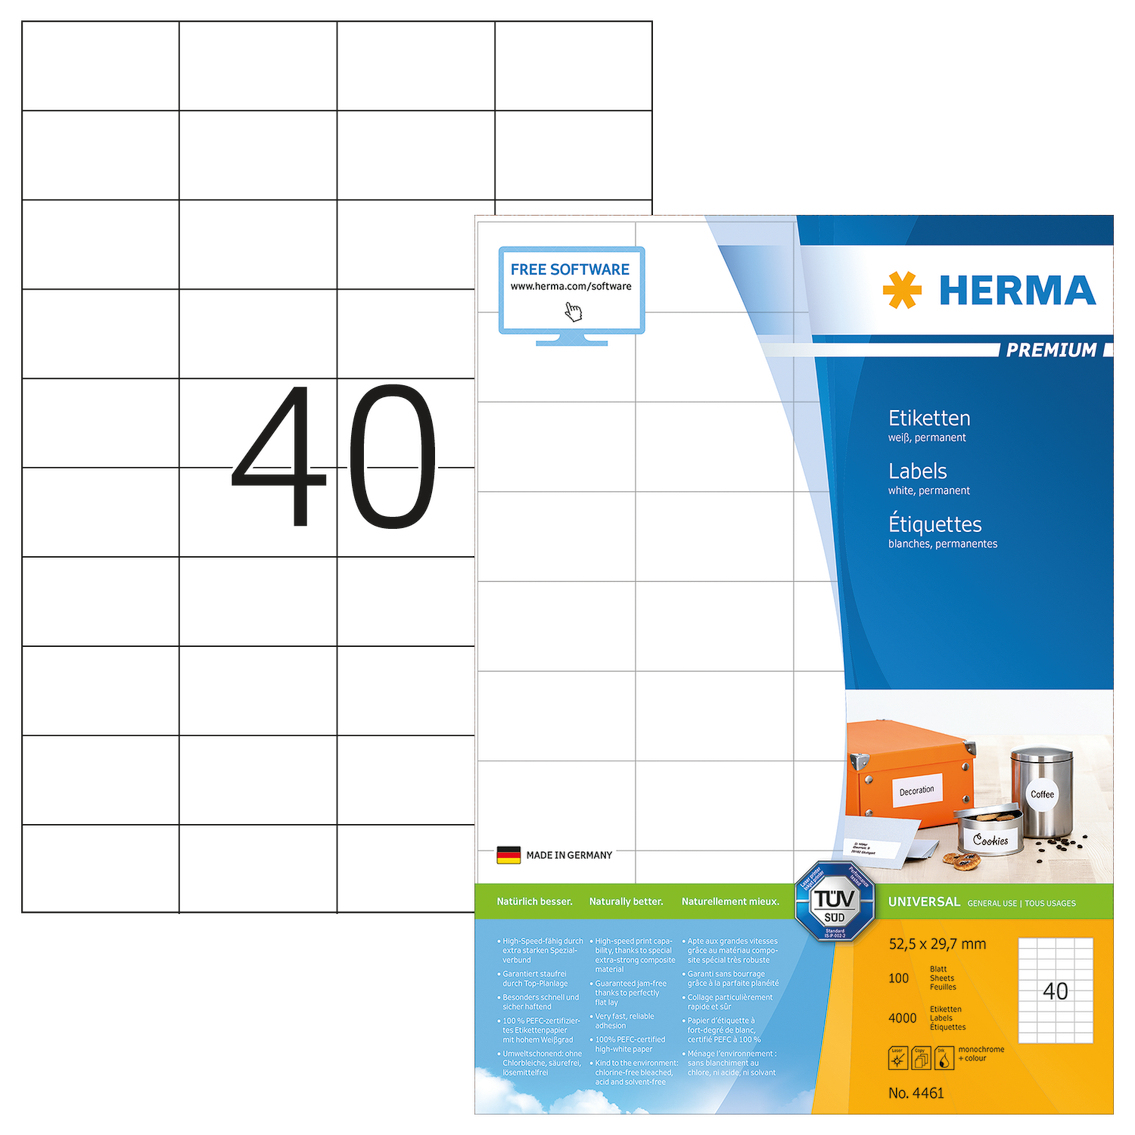 40
FREE SOFTWARE
www.herma.com/software
HERMA
PREMIUM
Etiketten
weiß, permanent
Labels
white, permanent
Étiquettes
blanches, permanentes
Decoration
Coffee
Cookies
MADE IN GERMANY
TÜV
SÜD
Standard
Natürlich besser.
Naturally better.
Naturellement mieux.
UNIVERSAL GENERAL USE | TOUS USAGES
• High-Speed-fähig durch
extra starken Spezial-
verbund
• Garantiert staufrei
durch Top-Planlage
• Besonders schnell und
sicher haftend
• 100 % PEFC-zertifizier-
tes Etikettenpapier
mit hohem Weißgrad
• Umweltschonend: ohne
Chlorbleiche, säurefrei,
lösemittelfrei
• High-speed print capa-
bility, thanks to special
extra-strong composite
material
• Guaranteed jam-free
thanks to perfectly
flat lay
• Very fast, reliable
adhesion
• 100% PEFC-certified
high-white paper
• Kind to the environment:
chlorine-free bleached,
acid and solvent-free
• Apte aux grandes vitesses
grâce au matériau compo-
site spécial très robuste
• Garanti sans bourrage
grâce à la parfaite planéité
• Collage particulièrement
rapide et sûr
• Papier d'étiquette à
fort-degré de blanc,
certifié PEFC à 100 %
• Ménage l'environnement :
sans blanchiment au
chlore, ni acide, ni solvant
52,5 x 29,7 mm
100
Blatt
Sheets
Feuilles
4000
Etiketten
Labels
Étiquettes
40
Laser
Copy
Ink
monochrome
+ colour
No. 4461